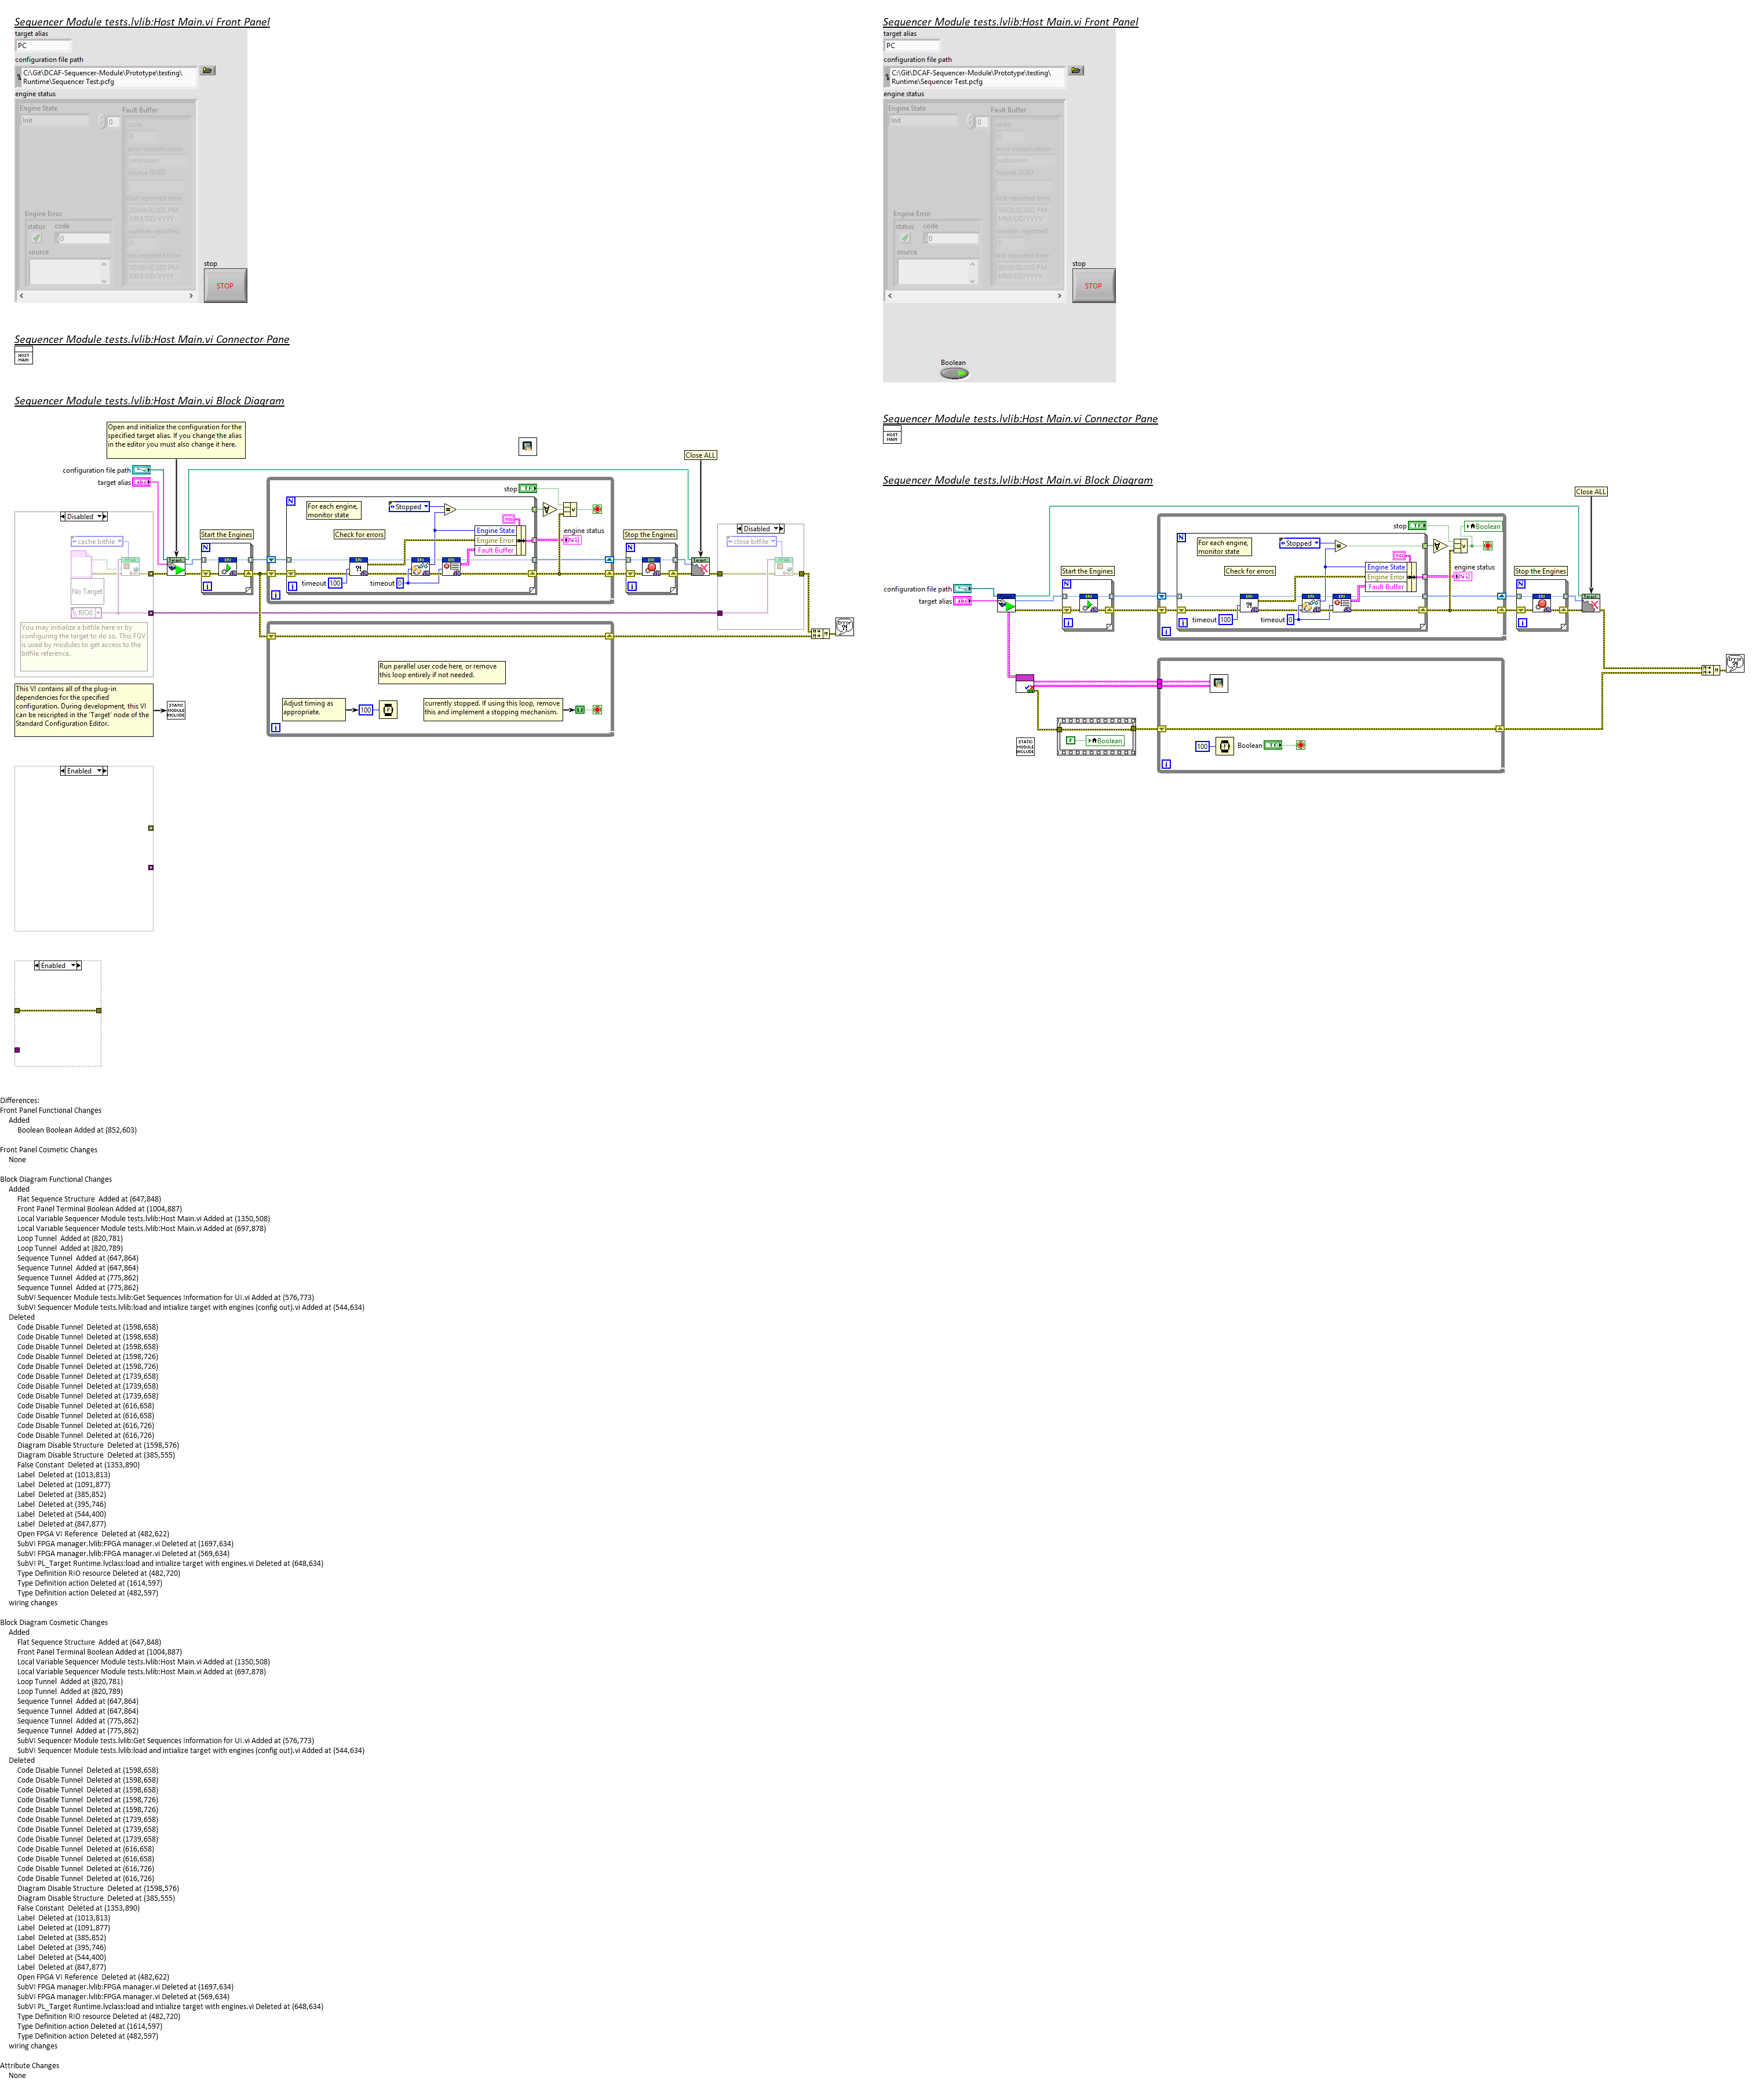 Sequencer Module tests.lvlib:Host Main.vi Front Panel
target alias
PC
configuration file path
C:\Git\DCAF-Sequencer-Module\Prototype\testing\
Runtime\Sequencer Test.pcfg
engine status
Engine State
Fault Buffer
Init
0
code
0
error classification
unknown
Source GUID
first reported time
00:00:00.000 PM
MM/DD/YYYY
Engine Error
status
code
0
number reported
0
source
last reported time
00:00:00.000 PM
MM/DD/YYYY
stop
STOP
Sequencer Module tests.lvlib:Host Main.vi Connector Pane
HOST
MAIN
Sequencer Module tests.lvlib:Host Main.vi Block Diagram
Open and initialize the configuration for the
specified target alias. If you change the alias
in the editor you must also change it here.
Close ALL
configuration file path
target alias
abc
stop
TF
N
For each engine,
monitor state
Stopped
Disabled
Start the Engines
Check for errors
Engine State
Engine Error
Fault Buffer
engine status
Stop the Engines
Disabled
cache bitfile
close bitfile
N
N
No Target
timeout
100
timeout
0
i
i
i
i
RIO0
You may initialize a bitfile here or by
configuring the target to do so. This FGV
is used by modules to get access to the
bitfile reference.
Error
?!
Run parallel user code here, or remove
this loop entirely if not needed.
This VI contains all of the plug-in
dependencies for the specified
configuration. During development, this VI
can be rescripted in the 'Target' node of the
Standard Configuration Editor.
STATIC
MODULE
INCLUDE
Adjust timing as
appropriate.
100
currently stopped. If using this loop, remove
this and implement a stopping mechanism.
i
Enabled
Enabled
Sequencer Module tests.lvlib:Host Main.vi Front Panel
target alias
PC
configuration file path
C:\Git\DCAF-Sequencer-Module\Prototype\testing\
Runtime\Sequencer Test.pcfg
engine status
Engine State
Fault Buffer
Init
0
code
0
error classification
unknown
Source GUID
first reported time
00:00:00.000 PM
MM/DD/YYYY
Engine Error
status
code
0
number reported
0
source
last reported time
00:00:00.000 PM
MM/DD/YYYY
stop
STOP
Boolean
Sequencer Module tests.lvlib:Host Main.vi Connector Pane
HOST
MAIN
Sequencer Module tests.lvlib:Host Main.vi Block Diagram
Close ALL
stop
TF
Boolean
N
For each engine,
monitor state
Stopped
Start the Engines
Check for errors
Engine State
Engine Error
Fault Buffer
engine status
Stop the Engines
configuration file path
target alias
abc
N
N
timeout
100
timeout
0
i
i
i
i
Error
?!
STATIC
MODULE
INCLUDE
F
Boolean
100
Boolean
TF
i
Differences:
Front Panel Functional Changes
Added
Boolean Boolean Added at (852,603)
Front Panel Cosmetic Changes
None
Block Diagram Functional Changes
Added
Flat Sequence Structure  Added at (647,848)
Front Panel Terminal Boolean Added at (1004,887)
Local Variable Sequencer Module tests.lvlib:Host Main.vi Added at (1350,508)
Local Variable Sequencer Module tests.lvlib:Host Main.vi Added at (697,878)
Loop Tunnel  Added at (820,781)
Loop Tunnel  Added at (820,789)
Sequence Tunnel  Added at (647,864)
Sequence Tunnel  Added at (647,864)
Sequence Tunnel  Added at (775,862)
Sequence Tunnel  Added at (775,862)
SubVI Sequencer Module tests.lvlib:Get Sequences Information for UI.vi Added at (576,773)
SubVI Sequencer Module tests.lvlib:load and intialize target with engines (config out).vi Added at (544,634)
Deleted
Code Disable Tunnel  Deleted at (1598,658)
Code Disable Tunnel  Deleted at (1598,658)
Code Disable Tunnel  Deleted at (1598,658)
Code Disable Tunnel  Deleted at (1598,726)
Code Disable Tunnel  Deleted at (1598,726)
Code Disable Tunnel  Deleted at (1739,658)
Code Disable Tunnel  Deleted at (1739,658)
Code Disable Tunnel  Deleted at (1739,658)
Code Disable Tunnel  Deleted at (616,658)
Code Disable Tunnel  Deleted at (616,658)
Code Disable Tunnel  Deleted at (616,726)
Code Disable Tunnel  Deleted at (616,726)
Diagram Disable Structure  Deleted at (1598,576)
Diagram Disable Structure  Deleted at (385,555)
False Constant  Deleted at (1353,890)
Label  Deleted at (1013,813)
Label  Deleted at (1091,877)
Label  Deleted at (385,852)
Label  Deleted at (395,746)
Label  Deleted at (544,400)
Label  Deleted at (847,877)
Open FPGA VI Reference  Deleted at (482,622)
SubVI FPGA manager.lvlib:FPGA manager.vi Deleted at (1697,634)
SubVI FPGA manager.lvlib:FPGA manager.vi Deleted at (569,634)
SubVI PL_Target Runtime.lvclass:load and intialize target with engines.vi Deleted at (648,634)
Type Definition RIO resource Deleted at (482,720)
Type Definition action Deleted at (1614,597)
Type Definition action Deleted at (482,597)
wiring changes
Block Diagram Cosmetic Changes
Added
Flat Sequence Structure  Added at (647,848)
Front Panel Terminal Boolean Added at (1004,887)
Local Variable Sequencer Module tests.lvlib:Host Main.vi Added at (1350,508)
Local Variable Sequencer Module tests.lvlib:Host Main.vi Added at (697,878)
Loop Tunnel  Added at (820,781)
Loop Tunnel  Added at (820,789)
Sequence Tunnel  Added at (647,864)
Sequence Tunnel  Added at (647,864)
Sequence Tunnel  Added at (775,862)
Sequence Tunnel  Added at (775,862)
SubVI Sequencer Module tests.lvlib:Get Sequences Information for UI.vi Added at (576,773)
SubVI Sequencer Module tests.lvlib:load and intialize target with engines (config out).vi Added at (544,634)
Deleted
Code Disable Tunnel  Deleted at (1598,658)
Code Disable Tunnel  Deleted at (1598,658)
Code Disable Tunnel  Deleted at (1598,658)
Code Disable Tunnel  Deleted at (1598,726)
Code Disable Tunnel  Deleted at (1598,726)
Code Disable Tunnel  Deleted at (1739,658)
Code Disable Tunnel  Deleted at (1739,658)
Code Disable Tunnel  Deleted at (1739,658)
Code Disable Tunnel  Deleted at (616,658)
Code Disable Tunnel  Deleted at (616,658)
Code Disable Tunnel  Deleted at (616,726)
Code Disable Tunnel  Deleted at (616,726)
Diagram Disable Structure  Deleted at (1598,576)
Diagram Disable Structure  Deleted at (385,555)
False Constant  Deleted at (1353,890)
Label  Deleted at (1013,813)
Label  Deleted at (1091,877)
Label  Deleted at (385,852)
Label  Deleted at (395,746)
Label  Deleted at (544,400)
Label  Deleted at (847,877)
Open FPGA VI Reference  Deleted at (482,622)
SubVI FPGA manager.lvlib:FPGA manager.vi Deleted at (1697,634)
SubVI FPGA manager.lvlib:FPGA manager.vi Deleted at (569,634)
SubVI PL_Target Runtime.lvclass:load and intialize target with engines.vi Deleted at (648,634)
Type Definition RIO resource Deleted at (482,720)
Type Definition action Deleted at (1614,597)
Type Definition action Deleted at (482,597)
wiring changes
Attribute Changes
None